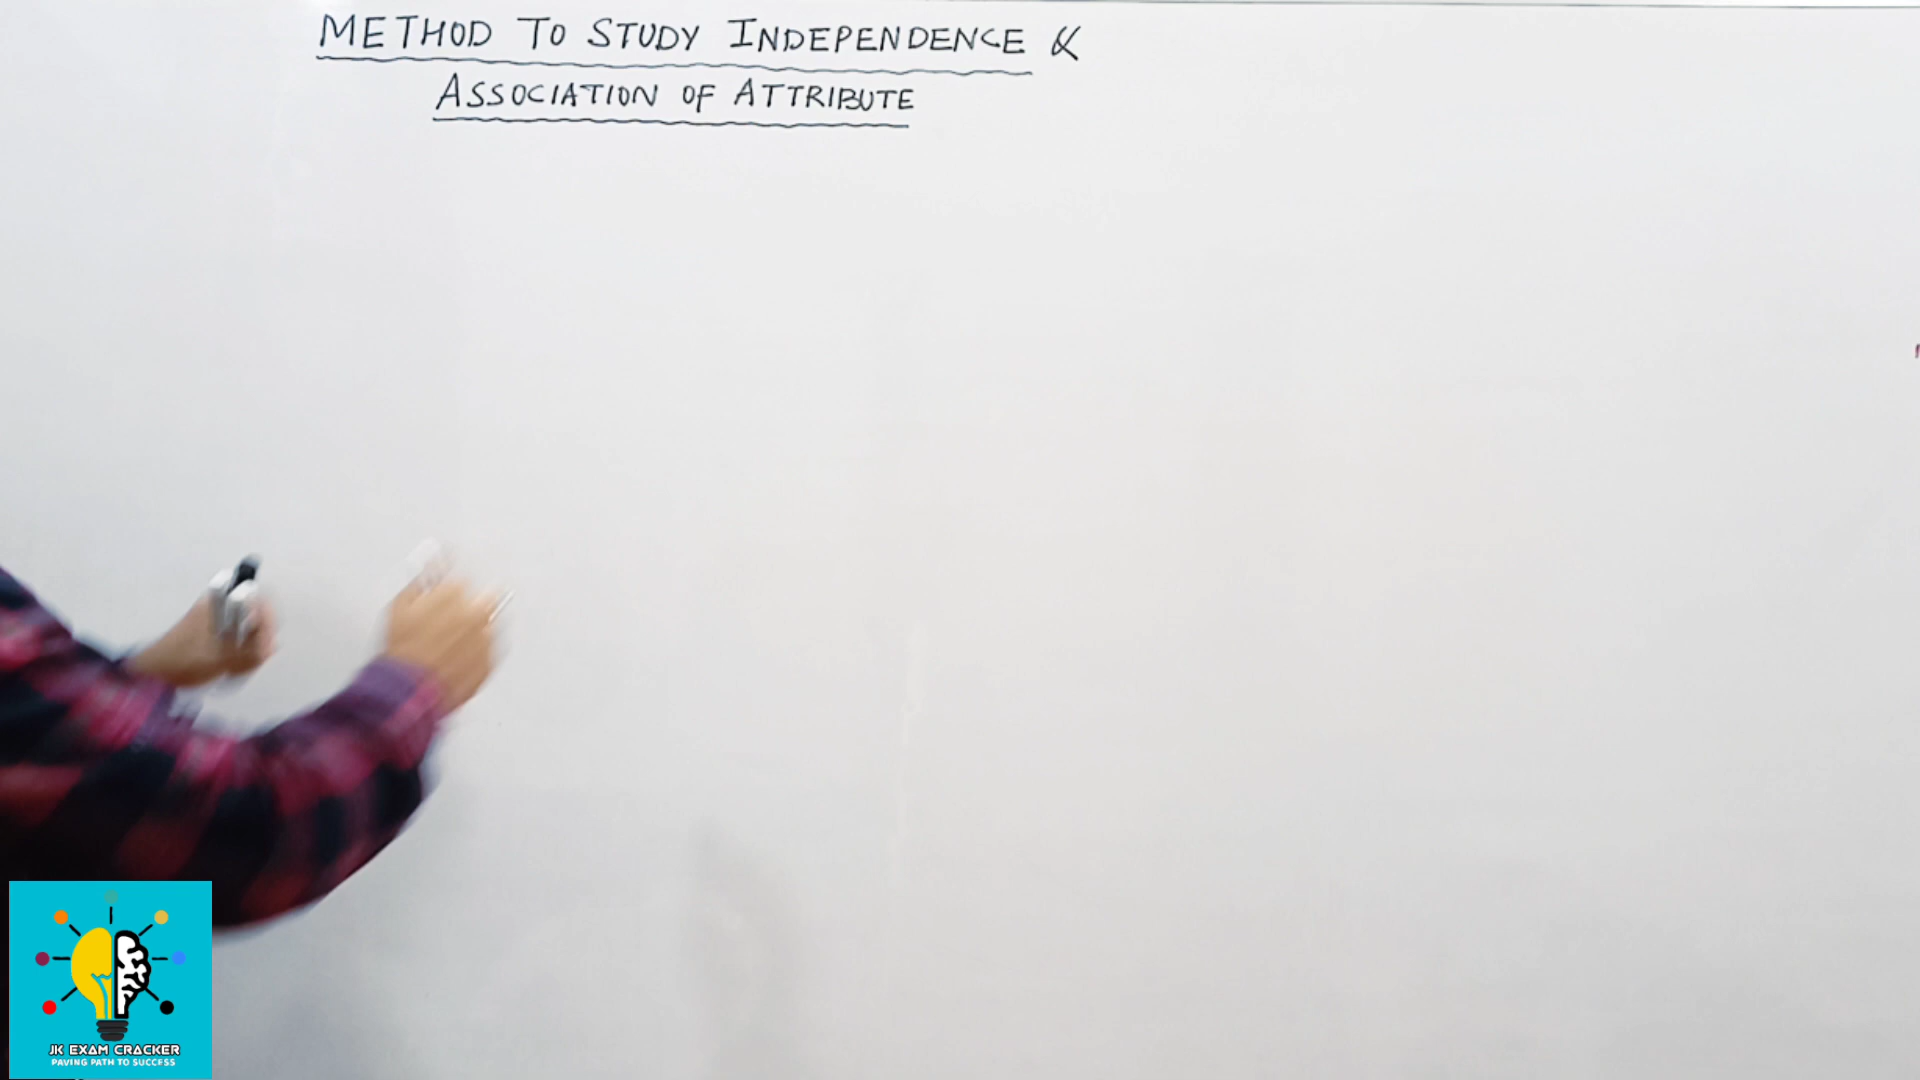 METHOD TO STUDY INDEPENDENCE &
ASSOCIATION OF ATTRIBUTE
JK EXAM CRACKER
PAVING PATH TO SUCCESS